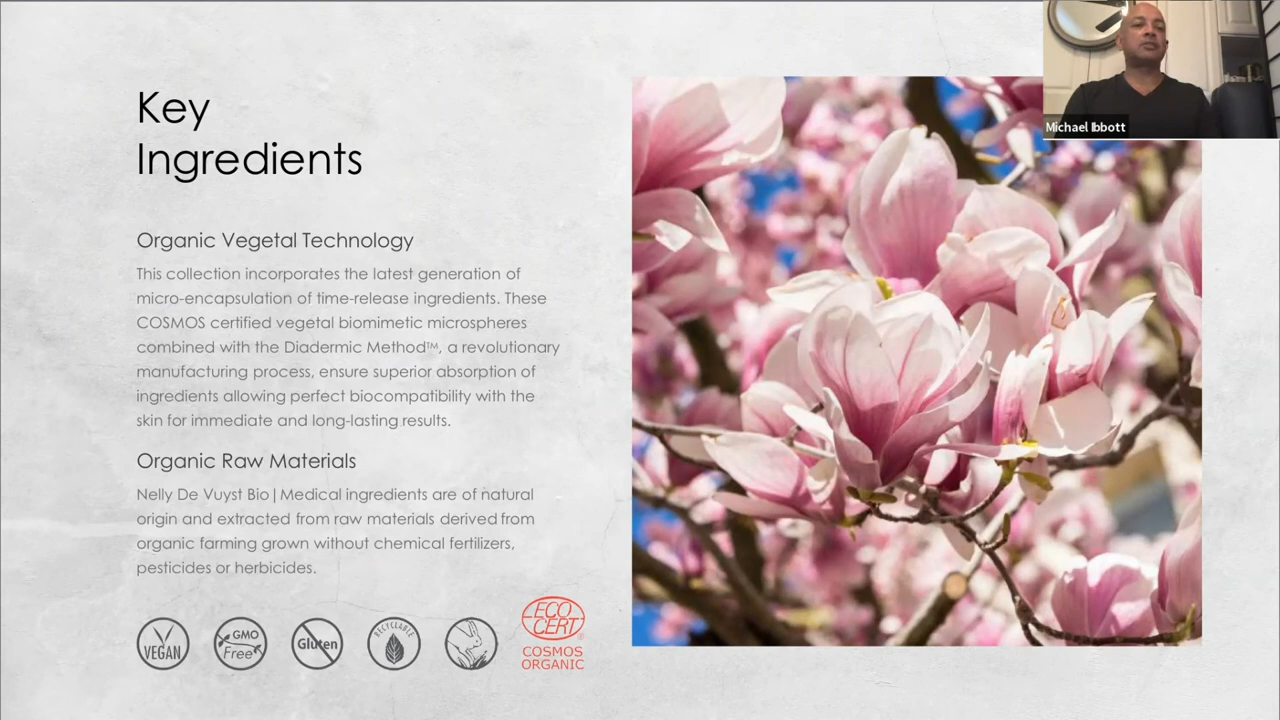 Key
Ingredients
Organic Vegetal Technology
This collection incorporates the latest generation of
micro-encapsulation of time-release ingredients. These
COSMOS certified vegetal biomimetic microspheres
combined with the Diadermic Method™, a revolutionary
manufacturing process, ensure superior absorption of
ingredients allowing perfect biocompatibility with the
skin for immediate and long-lasting results.
Organic Raw Materials
Nelly De Vuyst Bio|Medical ingredients are of natural
origin and extracted from raw materials derived from
organic farming grown without chemical fertilizers,
pesticides or herbicides.
VEGAN
GMO
Free
Gluten
RECYCLABLE
ECO
CERT
®
COSMOS
ORGANIC
Michael Ibbott